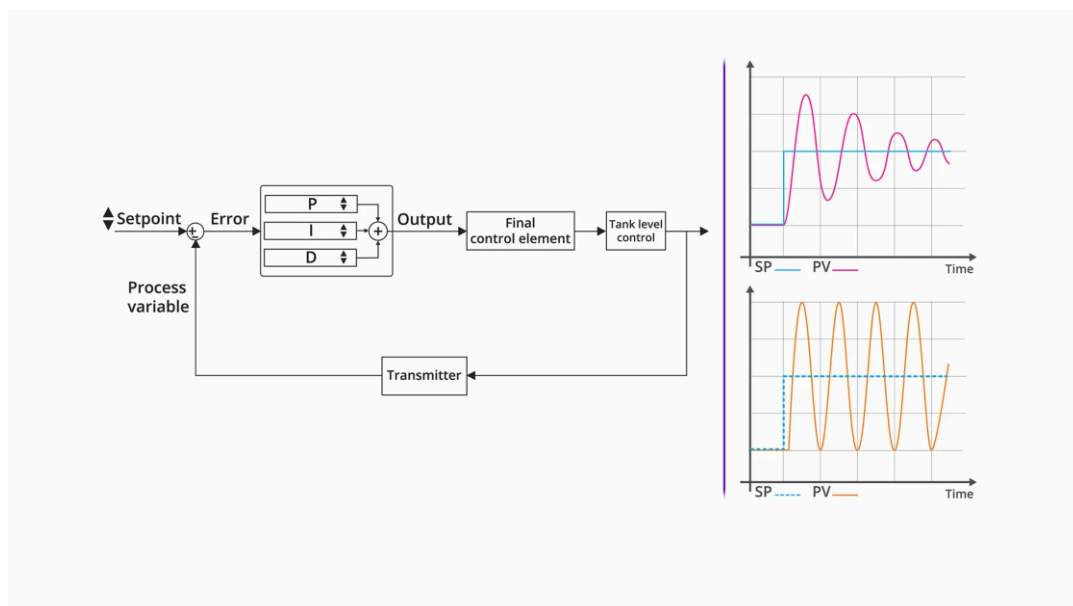 Setpoint
+
−
Error
P
I
D
+
Output
Final
control element
Tank level
control
Process
variable
Transmitter
SP
PV
Time
SP
PV
Time